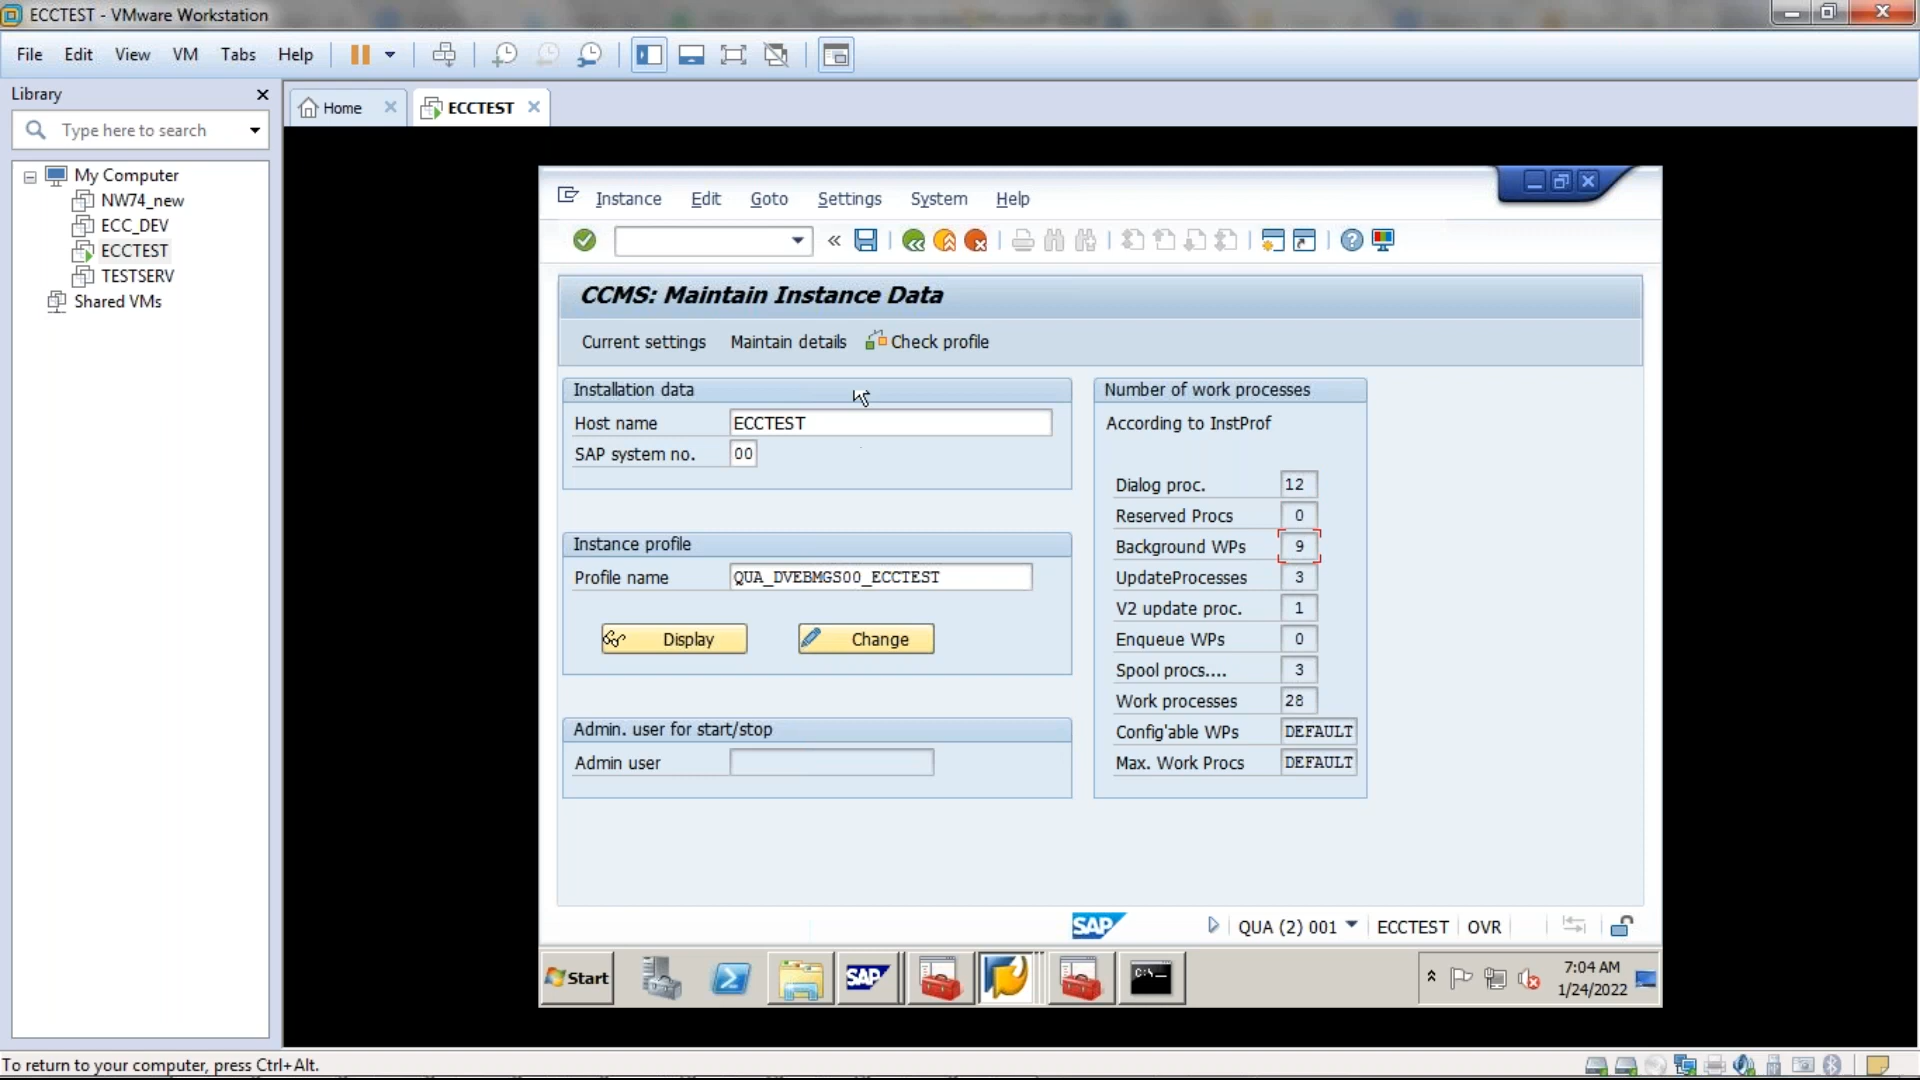 ECCTEST - VMware Workstation
File Edit View VM Tabs Help
Library
Type here to search
My Computer
NW74_new
ECC_DEV
ECCTEST
TESTSERV
Shared VMs
Home
ECCTEST
Instance Edit Goto Settings System Help
CCMS: Maintain Instance Data
Current settings Maintain details Check profile
Installation data
Host name ECCTEST
SAP system no. 00
Instance profile
Profile name QUA_DVEBMGS00_ECCTEST
Display Change
Admin. user for start/stop
Admin user
Number of work processes
According to InstProf
Dialog proc. 12
Reserved Procs 0
Background WPs 9
UpdateProcesses 3
V2 update proc. 1
Enqueue WPs 0
Spool procs.... 3
Work processes 28
Config'able WPs DEFAULT
Max. Work Procs DEFAULT
SAP QUA (2) 001 ECCTEST OVR
Start
SAP
C:\_
7:04 AM
1/24/2022
To return to your computer, press Ctrl+Alt.